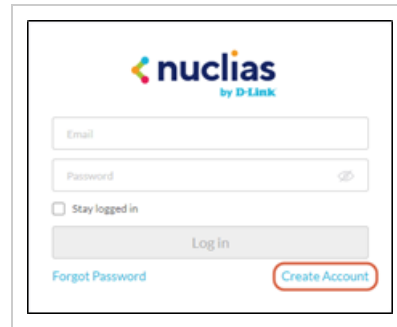 nuclias
by D-Link
Email
Password
Stay logged in
Log in
Forgot Password Create Account